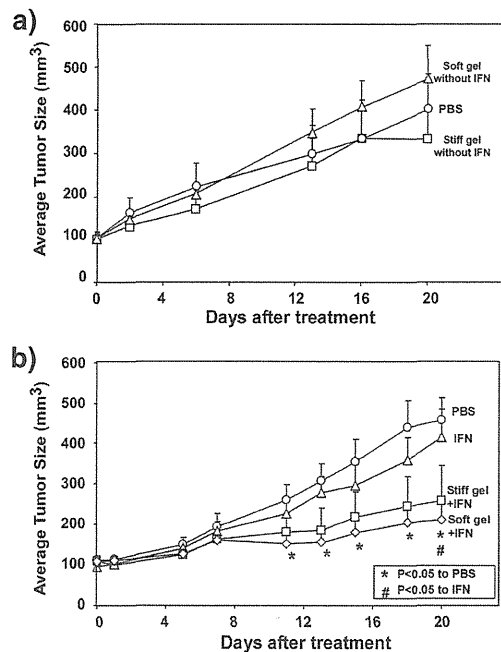 a)
Average Tumor Size (mm³)
600
500
400
300
200
100
0
Soft gel
without IFN
PBS
Stiff gel
without IFN
0 4 8 12 16 20
Days after treatment
b)
Average Tumor Size (mm³)
600
500
400
300
200
100
0
PBS
IFN
Stiff gel
+IFN
Soft gel
+IFN
* * * * *
#
* P<0.05 to PBS
# P<0.05 to IFN
0 4 8 12 16 20
Days after treatment